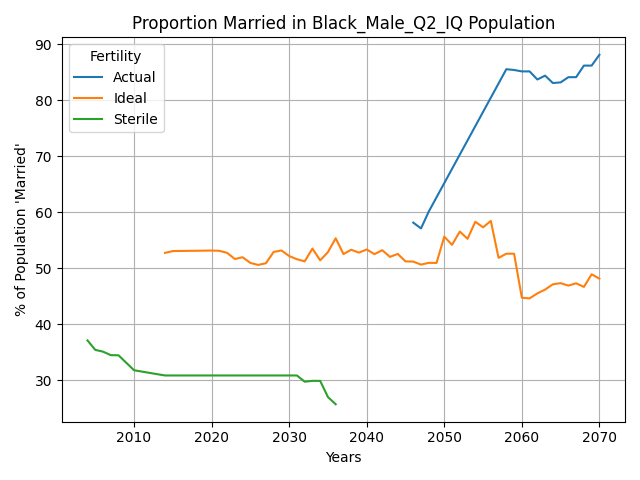 Proportion Married in Black_Male_Q2_IQ Population
Fertility
Actual
Ideal
Sterile
% of Population 'Married'
90
80
70
60
50
40
30
2010 2020 2030 2040 2050 2060 2070
Years